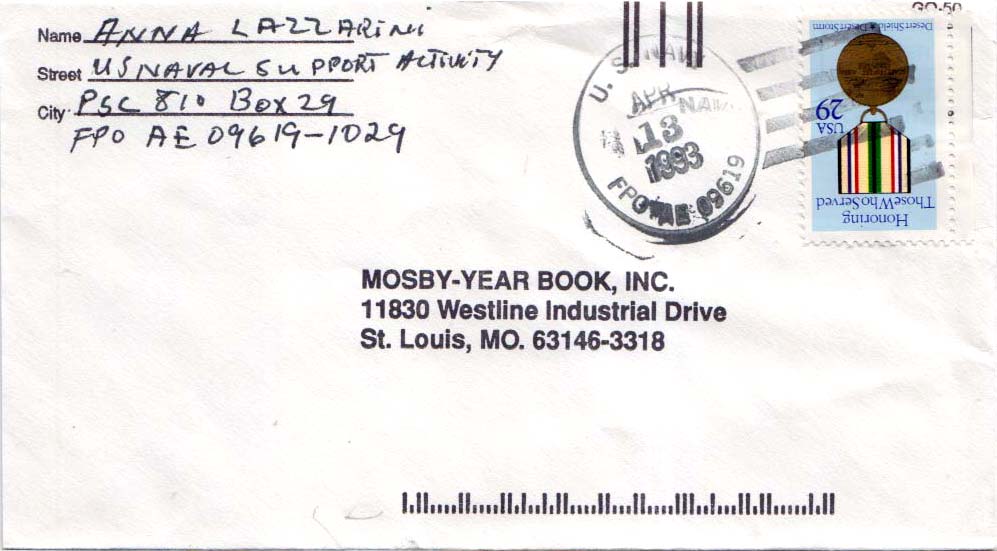 Name ANNA LAZZARINI
Street US NAVAL SUPPORT ACTIVITY
City PSC 810 Box 29
FPO AE 09619-1029
U. S. NAVY
APR
13
1993
FPO AE 09619
Desert Shield • Desert Storm
29
USA
Honoring
Those Who Served
MOSBY-YEAR BOOK, INC.
11830 Westline Industrial Drive
St. Louis, MO. 63146-3318